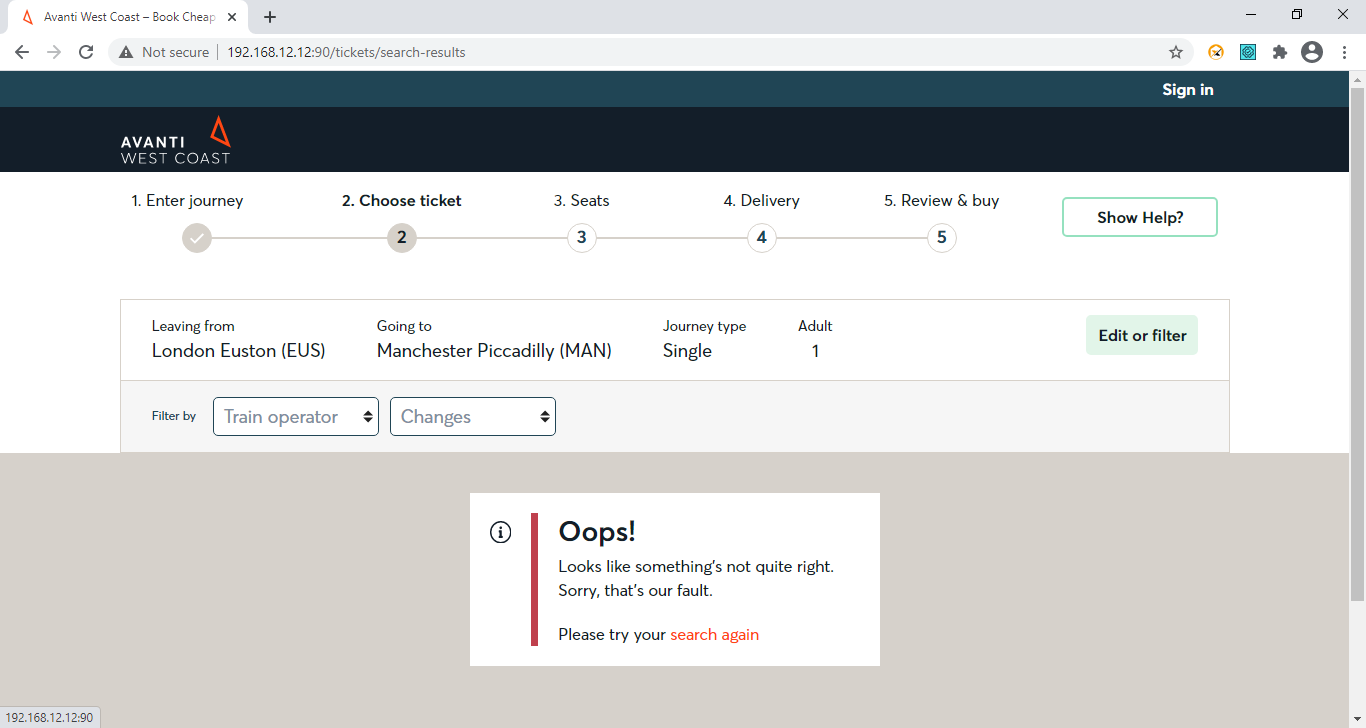 Avanti West Coast – Book Cheap
Not secure
192.168.12.12:90/tickets/search-results
Sign in
AVANTI
WEST COAST
1. Enter journey
2. Choose ticket
3. Seats
4. Delivery
5. Review & buy
Show Help?
2
3
4
5
Leaving from
London Euston (EUS)
Going to
Manchester Piccadilly (MAN)
Journey type
Single
Adult
1
Edit or filter
Filter by
Train operator
Changes
Oops!
Looks like something's not quite right.
Sorry, that's our fault.
Please try your search again
192.168.12.12:90